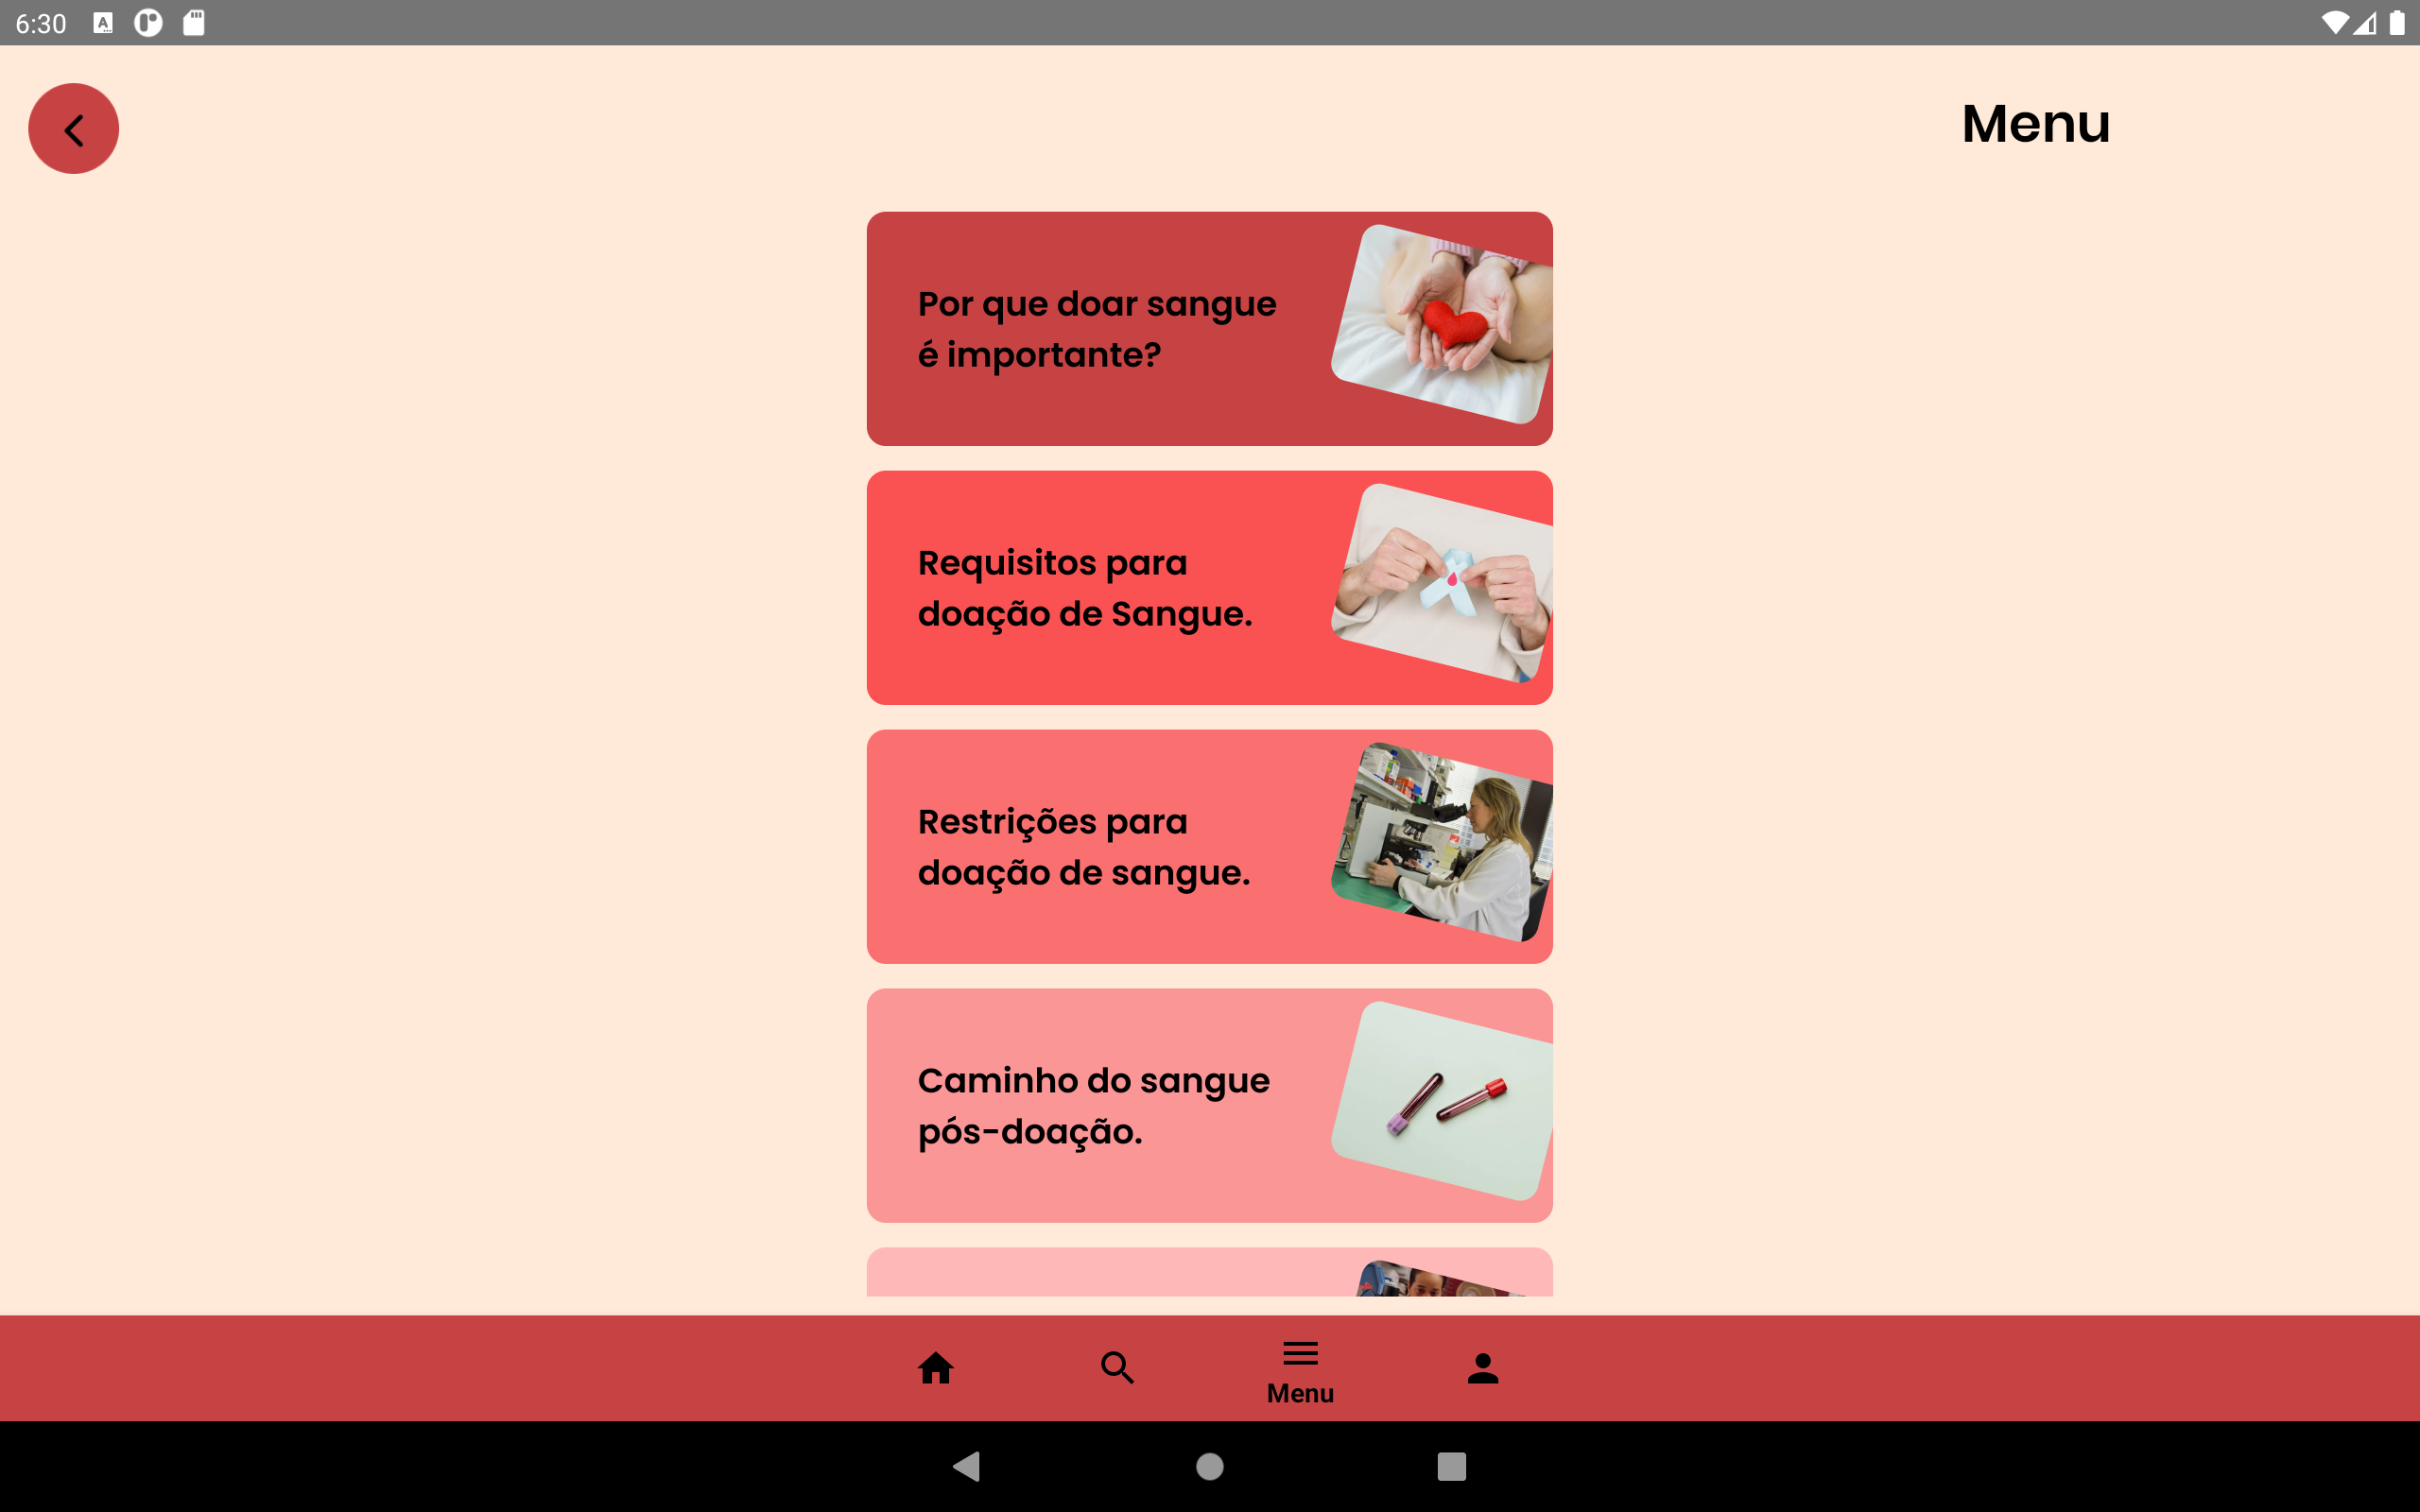 6:30
Menu
Por que doar sangue
é importante?
Requisitos para
doação de Sangue.
Restrições para
doação de sangue.
Caminho do sangue
pós-doação.
Menu